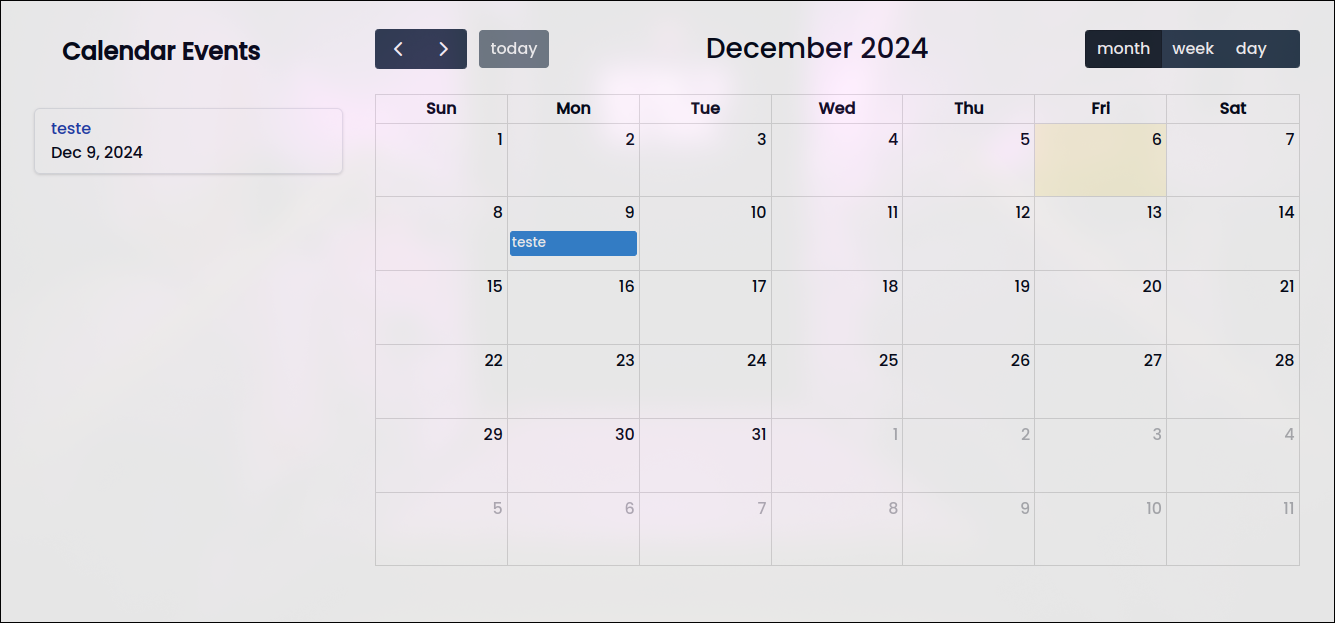 Calendar Events
teste
Dec 9, 2024
today December 2024 month week day
Sun Mon Tue Wed Thu Fri Sat
1 2 3 4 5 6 7
8 9 10 11 12 13 14
teste
15 16 17 18 19 20 21
22 23 24 25 26 27 28
29 30 31 1 2 3 4
5 6 7 8 9 10 11